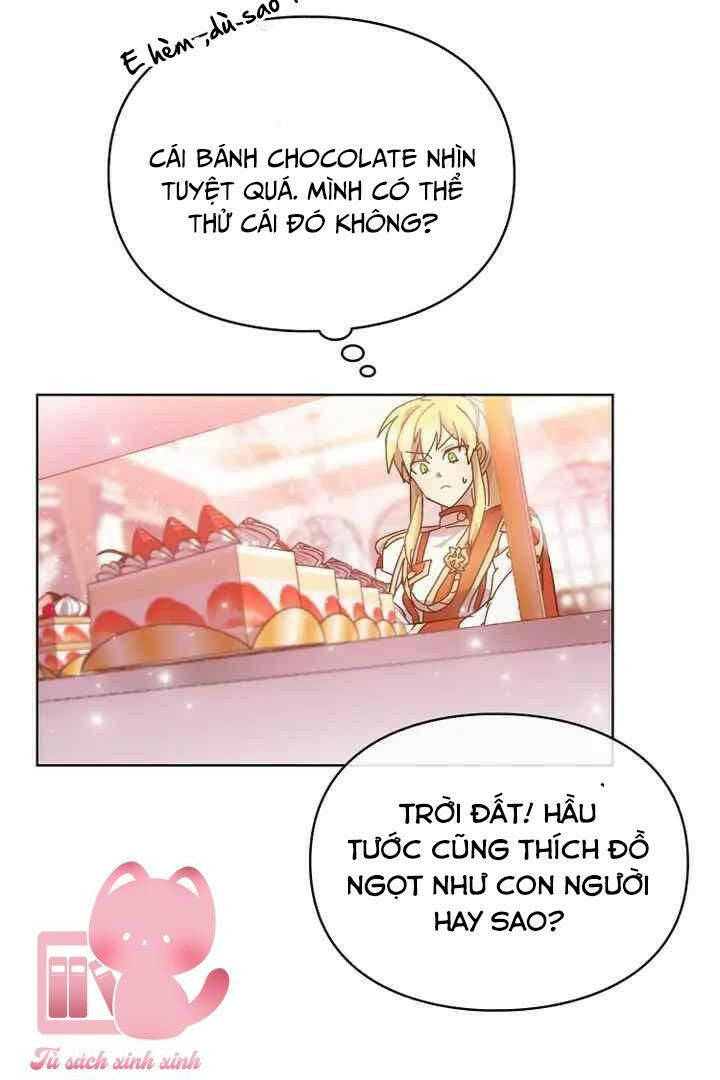 E hèm-, dù-sao
CÁI BÁNH CHOCOLATE NHÌN
TUYỆT QUÁ. MÌNH CÓ THỂ
THỬ CÁI ĐÓ KHÔNG?
TRỜI ĐẤT! HẦU
TƯỚC CŨNG THÍCH ĐỒ
NGỌT NHƯ CON NGƯỜI
HAY SAO?
Tủ sách xinh xinh